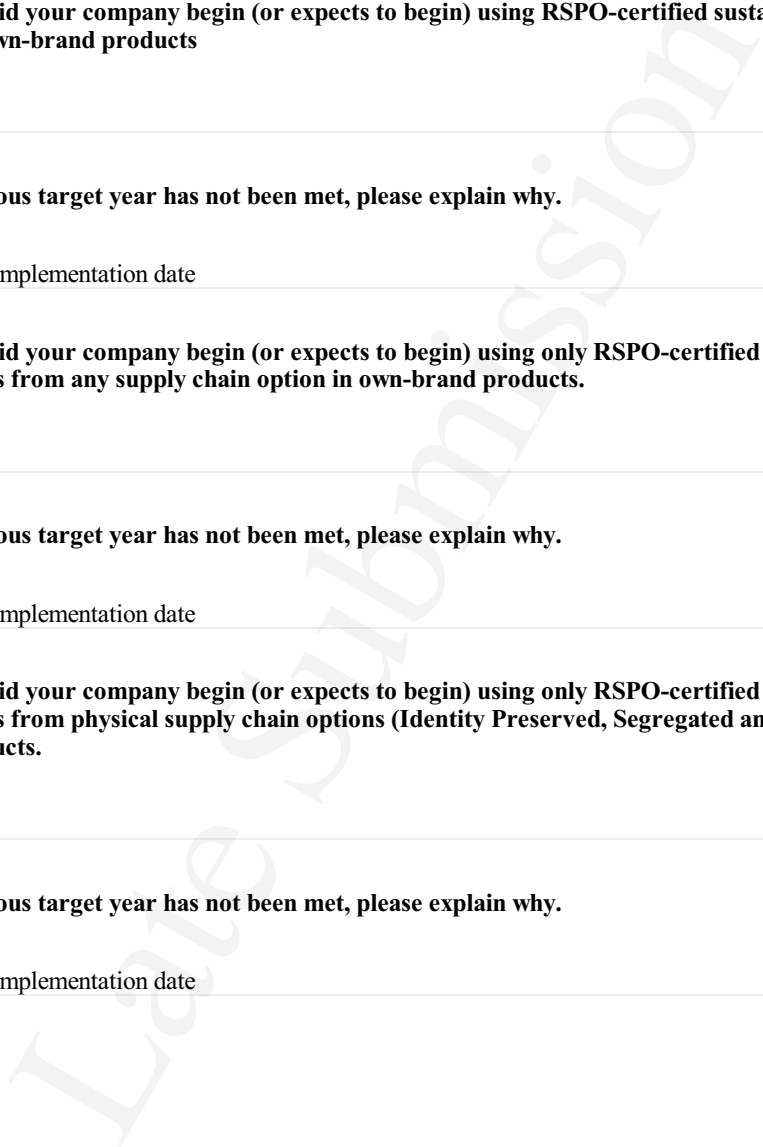 id your company begin (or expects to begin) using RSPO-certified susta
wn-brand products
ous target year has not been met, please explain why.
mplementation date
id your company begin (or expects to begin) using only RSPO-certified
s from any supply chain option in own-brand products.
ous target year has not been met, please explain why.
mplementation date
id your company begin (or expects to begin) using only RSPO-certified
s from physical supply chain options (Identity Preserved, Segregated an
ucts.
ous target year has not been met, please explain why.
mplementation date
Late Submission